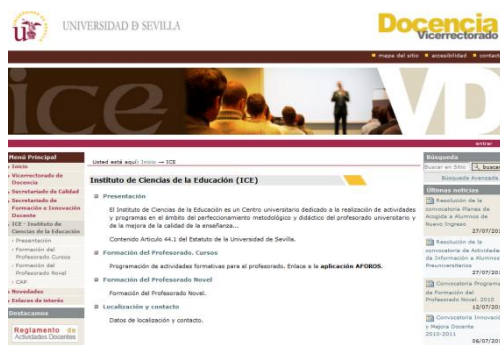 UNIVERSIDAD Ð SEVILLA
Docencia
Vicerrectorado
mapa del sitio
accesibilidad
contacto
ice
VD
entrar
Menú Principal
Inicio
Vicerrectorado de
Docencia
Secretariado de Calidad
Secretariado de
Formación e Innovación
Docente
ICE - Instituto de
Ciencias de la Educación
Presentación
Formación del
Profesorado Cursos
Formación del
Profesorado Novel
CAP
Novedades
Enlaces de Interés
Destacamos
Reglamento de
Actividades Docentes
Usted está aquí: Inicio → ICE
Instituto de Ciencias de la Educación (ICE)
Presentación
El Instituto de Ciencias de la Educación es un Centro universitario dedicado a la realización de actividades
y programas en el ámbito del perfeccionamiento metodológico y didáctico del profesorado universitario y
de la mejora de la calidad de la enseñanza...
Contenido Artículo 44.1 del Estatuto de la Universidad de Sevilla.
Formación del Profesorado. Cursos
Programación de actividades formativas para el profesorado. Enlace a la aplicación AFOROS.
Formación del Profesorado Novel
Formación del Profesorado Novel.
Localización y contacto
Datos de localización y contacto.
Búsqueda
Buscar en Sitio
buscar
Búsqueda Avanzada.
Últimas noticias
Resolución de la
convocatoria Planes de
Acogida a Alumnos de
Nuevo Ingreso
27/07/20
Resolución de la
convocatoria de Actividades
de Información a Alumnos
Preuniversitarios
27/07/20
Convocatoria Programa
de Formación del
Profesorado Novel. 2010
12/07/20
Convocatoria Innovació
y Mejora Docente
2010-2011
06/07/20